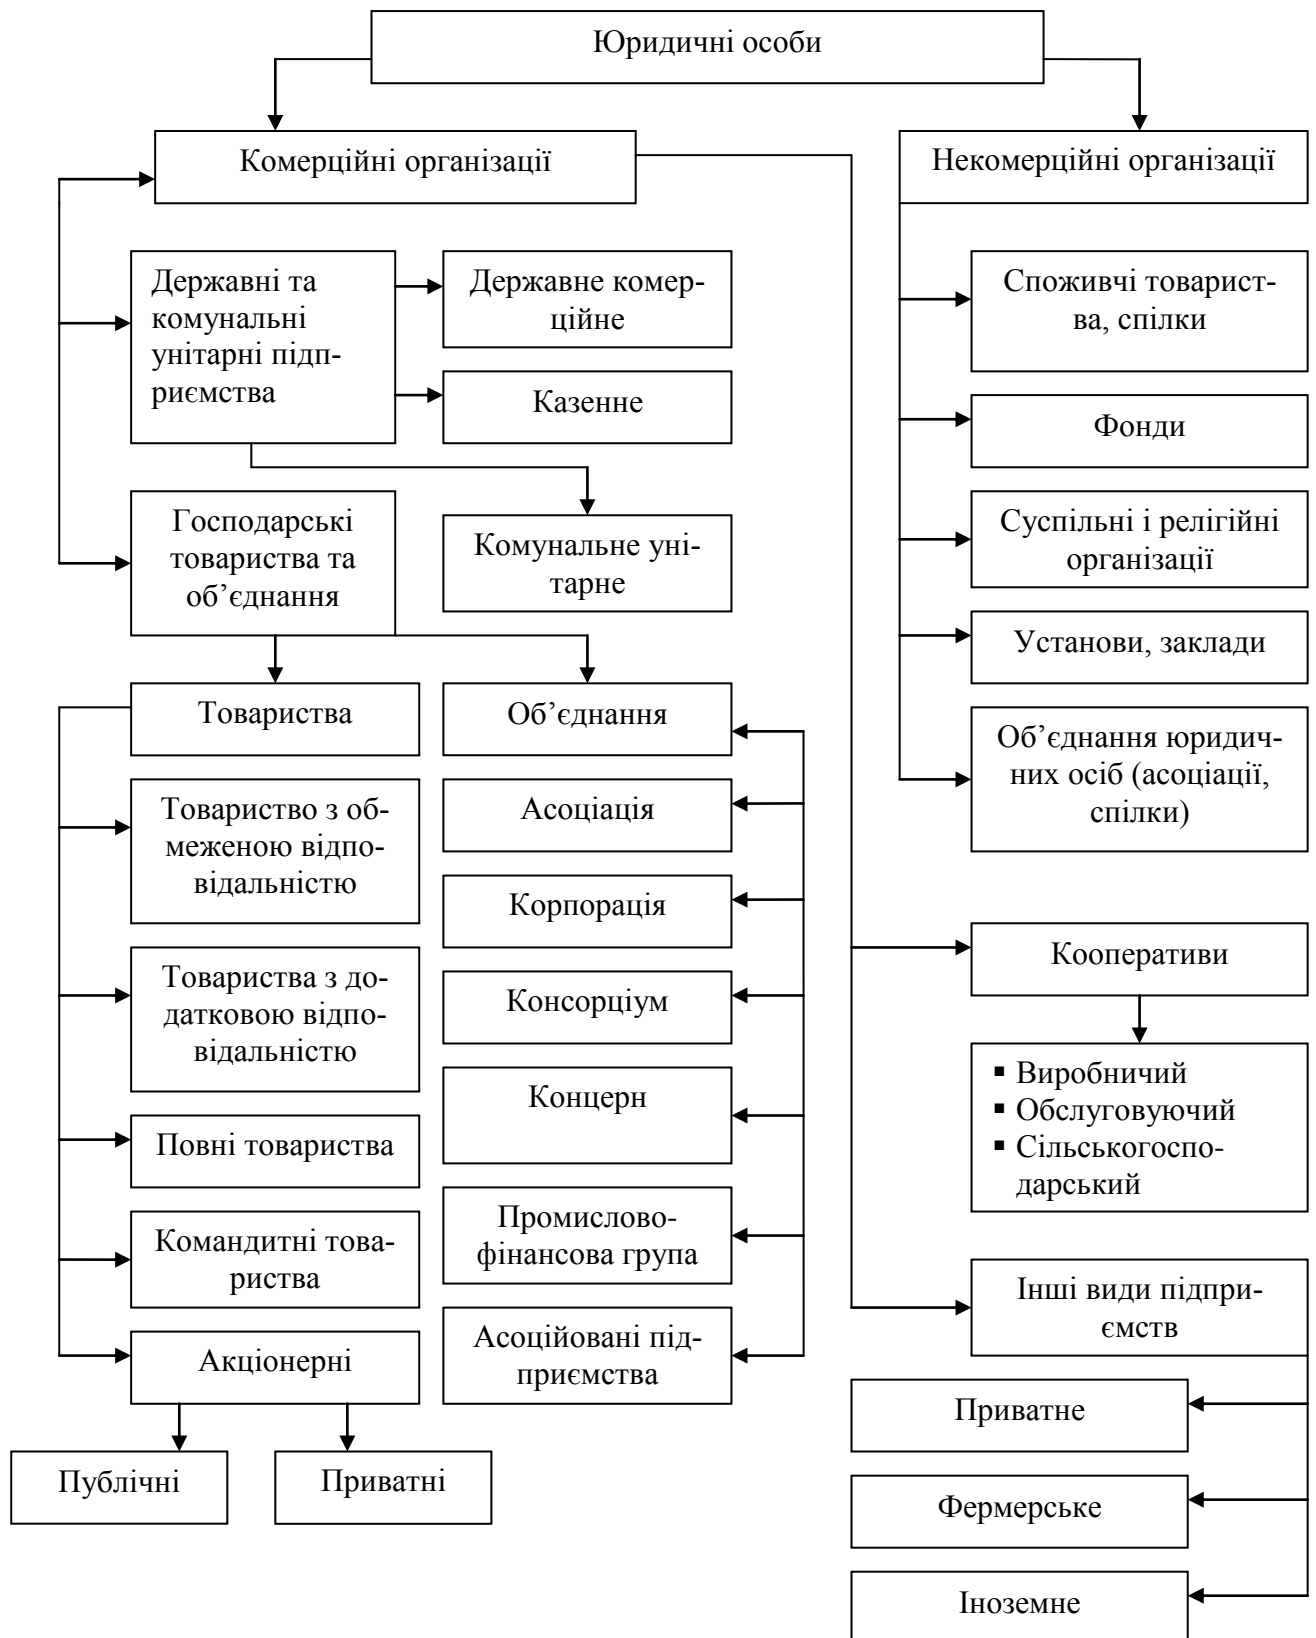 Юридичні особи
Комерційні організації
Некомерційні організації
Державні та
комунальні
унітарні підп-
риємства
Державне комер-
ційне
Казенне
Споживчі товарист-
ва, спілки
Фонди
Господарські
товариства та
об’єднання
Комунальне уні-
тарне
Суспільні і релігійні
організації
Установи, заклади
Товариства
Об’єднання
Об’єднання юридич-
них осіб (асоціації,
спілки)
Товариство з об-
меженою відпо-
відальністю
Асоціація
Корпорація
Товариства з до-
датковою відпо-
відальністю
Консорціум
Кооперативи
Концерн
▪ Виробничий
▪ Обслуговуючий
▪ Сільськогоспо-
дарський
Повні товариства
Командитні това-
риства
Промислово-
фінансова група
Інші види підпри-
ємств
Акціонерні
Асоційовані під-
приємства
Приватне
Публічні
Приватні
Фермерське
Іноземне